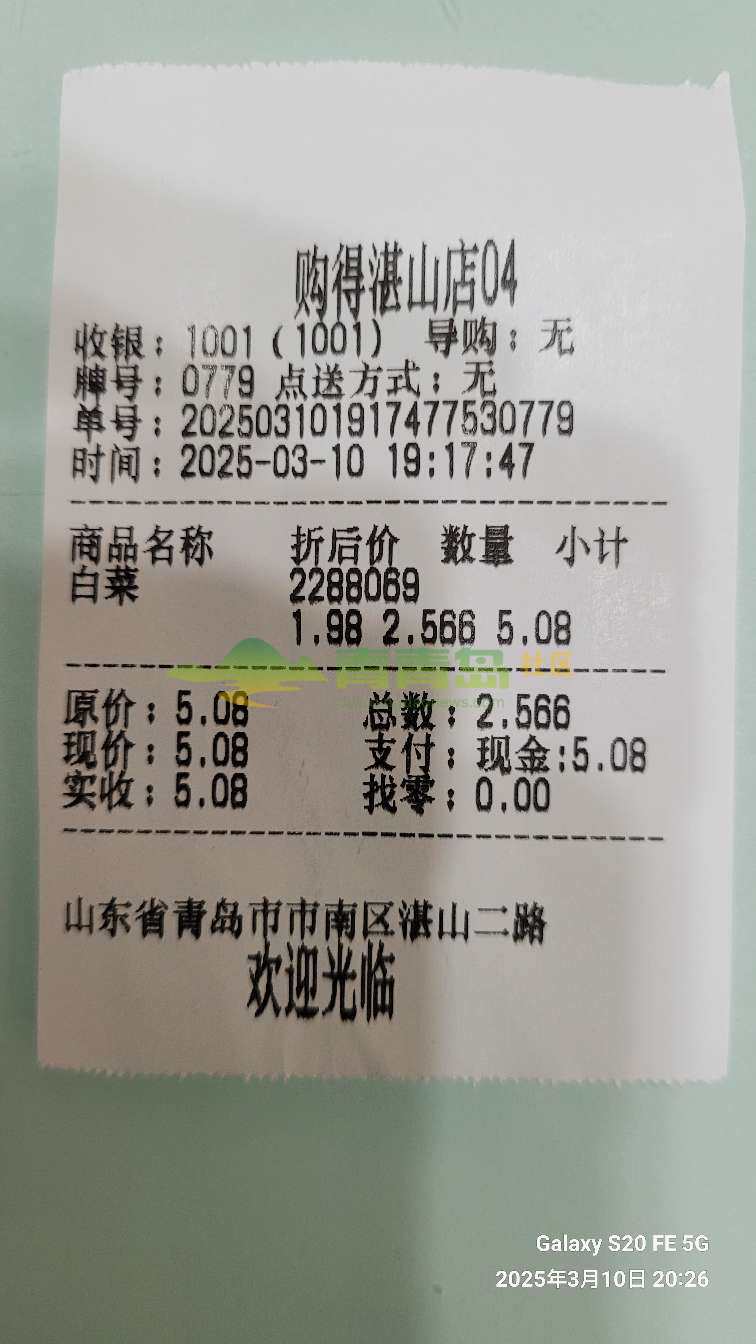 购得湛山店04
收银：1001(1001) 导购：无
牌号：0779 点送方式：无
单号：20250310191747753​0779
时间：2025-03-10 19:17:47
商品名称 折后价 数量 小计
白菜 2288069
1.98 2.566 5.08
青青岛 社区
原价：5.08 总数：2.566
现价：5.08 支付：现金:5.08
实收：5.08 找零：0.00
山东省青岛市市南区湛山二路
欢迎光临
Galaxy S20 FE 5G
2025年3月10日 20:26